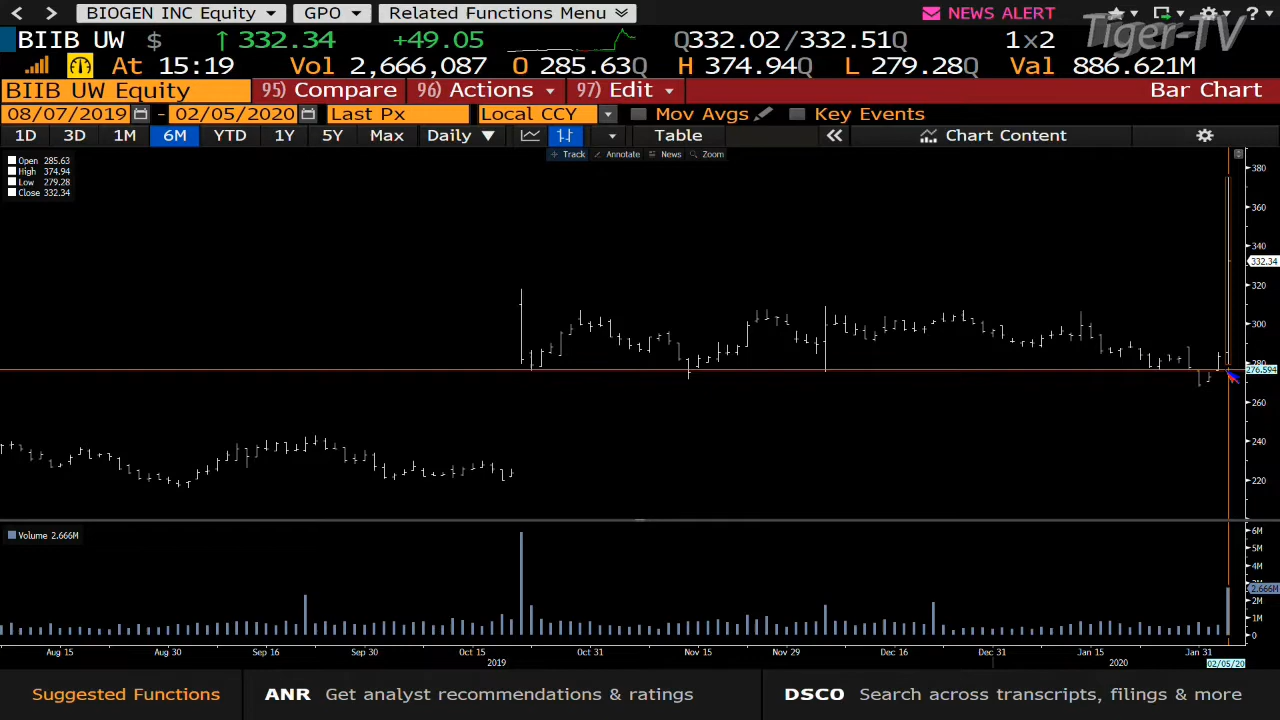 BIOGEN INC Equity GPO Related Functions Menu NEWS ALERT ?
BIIB UW $ ↑ 332.34 +49.05 Q332.02/332.51Q 1x2 Tiger-TV
At 15:19 Vol 2,666,087 O 285.63Q H 374.94Q L 279.28Q Val 886.621M
BIIB UW Equity 95) Compare 96) Actions 97) Edit Bar Chart
08/07/2019 - 02/05/2020 Last Px Local CCY Mov Avgs Key Events
1D 3D 1M 6M YTD 1Y 5Y Max Daily ▼ Table Chart Content
Track Annotate News Zoom
Open 285.63
High 374.94
Low 279.28
Close 332.34
380
360
340
332.34
320
300
280
276.594
260
240
220
Volume 2.666M
6M
5M
4M
3M
2.666M
2M
1M
0
Aug 15 Aug 30 Sep 16 Sep 30 Oct 15 Oct 31 Nov 15 Nov 29 Dec 16 Dec 31 Jan 15 Jan 31
2019 2020 02/05/20
Suggested Functions ANR Get analyst recommendations & ratings DSCO Search across transcripts, filings & more